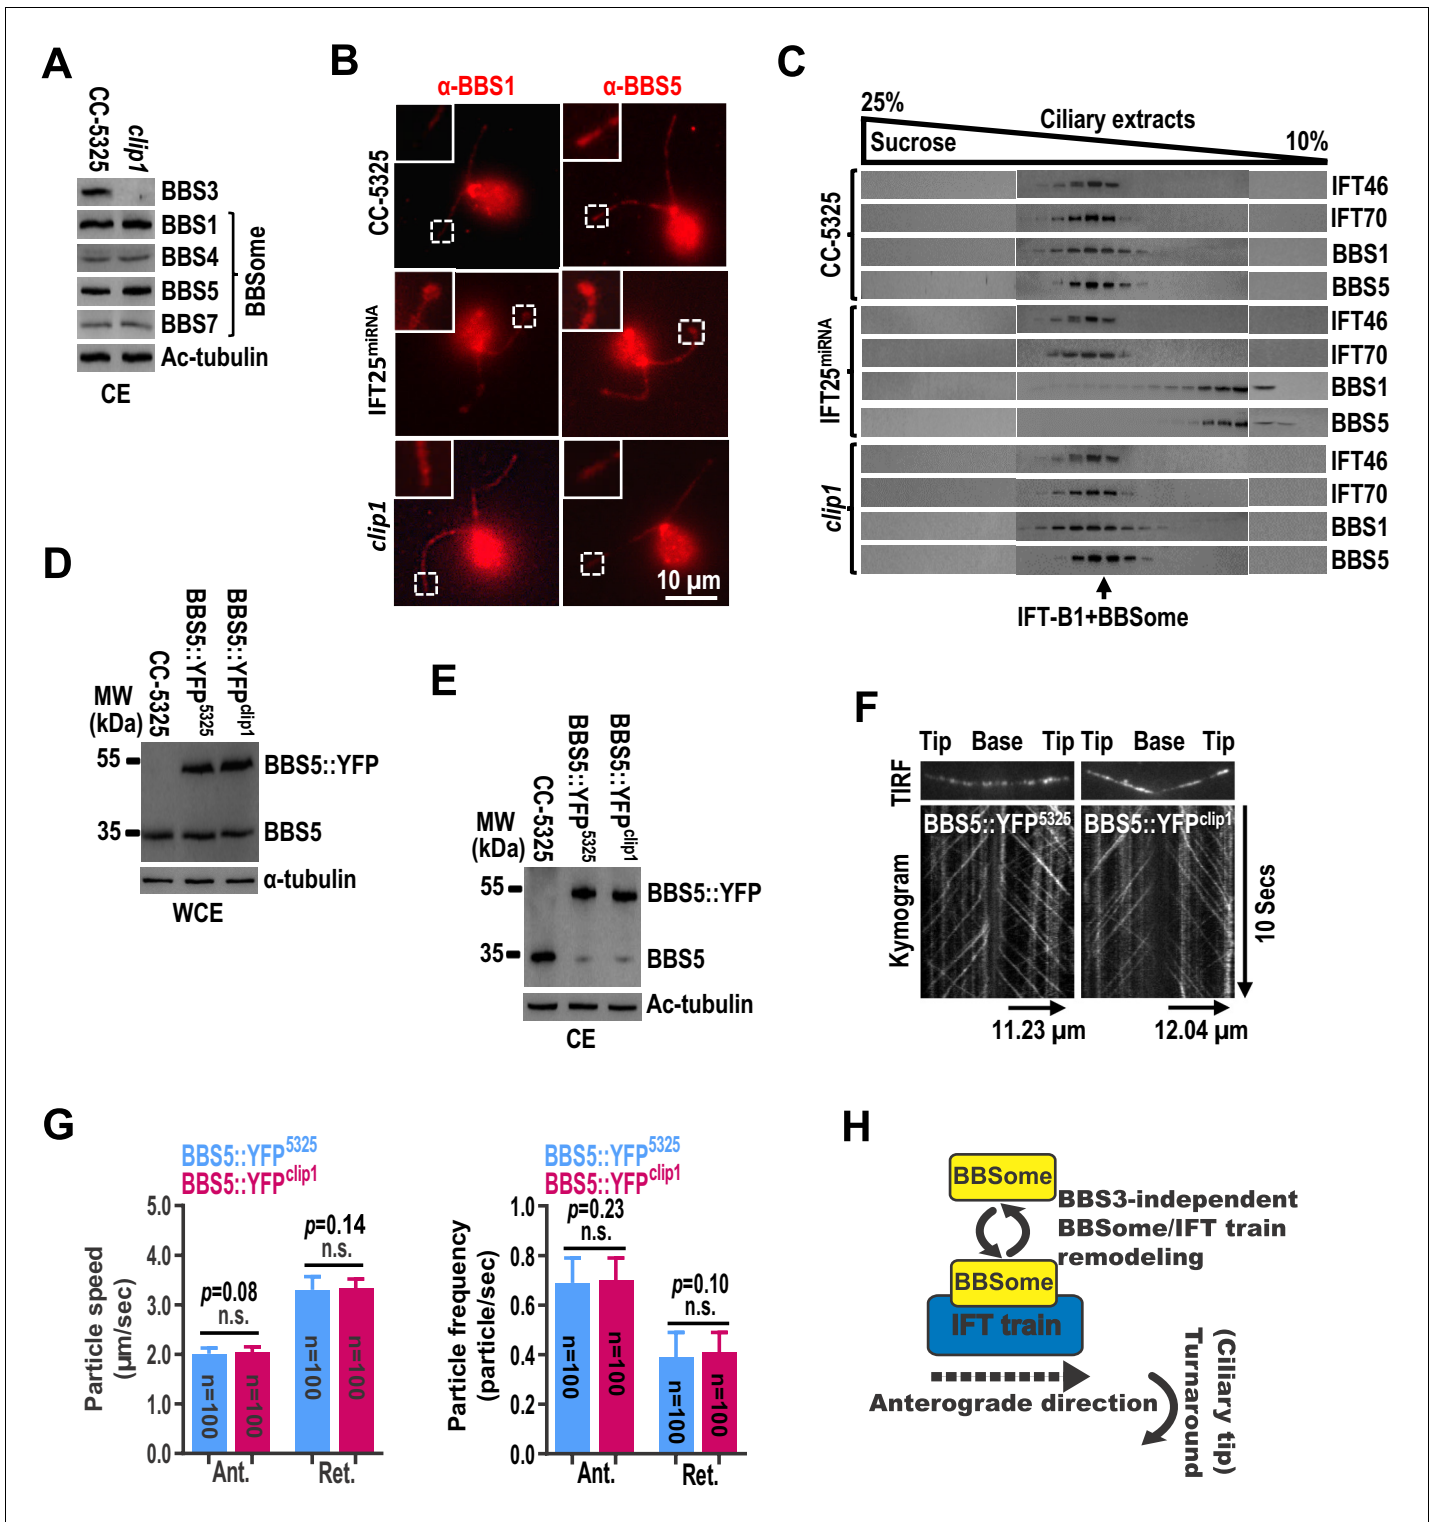 A
CC-5325
clip1
BBS3
BBS1
BBS4
BBS5
BBS7
BBSome
Ac-tubulin
CE
B
α-BBS1
α-BBS5
CC-5325
IFT25miRNA
clip1
10 µm
C
25%
Ciliary extracts
10%
Sucrose
CC-5325
IFT46
IFT70
BBS1
BBS5
IFT25miRNA
IFT46
IFT70
BBS1
BBS5
clip1
IFT46
IFT70
BBS1
BBS5
IFT-B1+BBSome
D
CC-5325
BBS5::YFP5325
BBS5::YFPclip1
MW
(kDa)
55
BBS5::YFP
35
BBS5
α-tubulin
WCE
E
CC-5325
BBS5::YFP5325
BBS5::YFPclip1
MW
(kDa)
55
BBS5::YFP
35
BBS5
Ac-tubulin
CE
F
Tip Base Tip
Tip Base Tip
TIRF
BBS5::YFP5325
BBS5::YFPclip1
Kymogram
10 Secs
11.23 µm
12.04 µm
G
BBS5::YFP5325
BBS5::YFPclip1
Particle speed
(µm/sec)
5.0
4.0
3.0
2.0
1.0
0.0
p=0.08
n.s.
p=0.14
n.s.
n=100
n=100
n=100
n=100
Ant.
Ret.
BBS5::YFP5325
BBS5::YFPclip1
Particle frequency
(particle/sec)
1.0
0.8
0.6
0.4
0.2
0.0
p=0.23
n.s.
p=0.10
n.s.
n=100
n=100
n=100
n=100
Ant.
Ret.
H
BBSome
BBS3-independent
BBSome/IFT train
remodeling
BBSome
IFT train
Anterograde direction
(Ciliary tip)
Turnaround